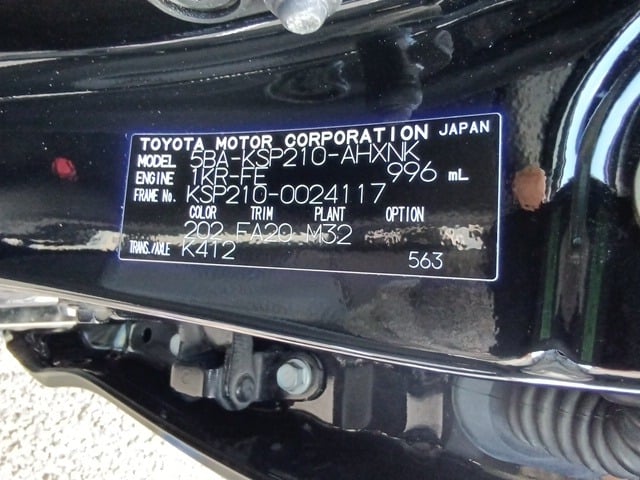 TOYOTA MOTOR CORPORATION JAPAN
MODEL 5BA-KSP210-AHXNK
ENGINE 1KR-FE 996 mL
FRAME No. KSP210-0024117
COLOR TRIM PLANT OPTION
202 FA20 M32
TRANS./AXLE K412
563